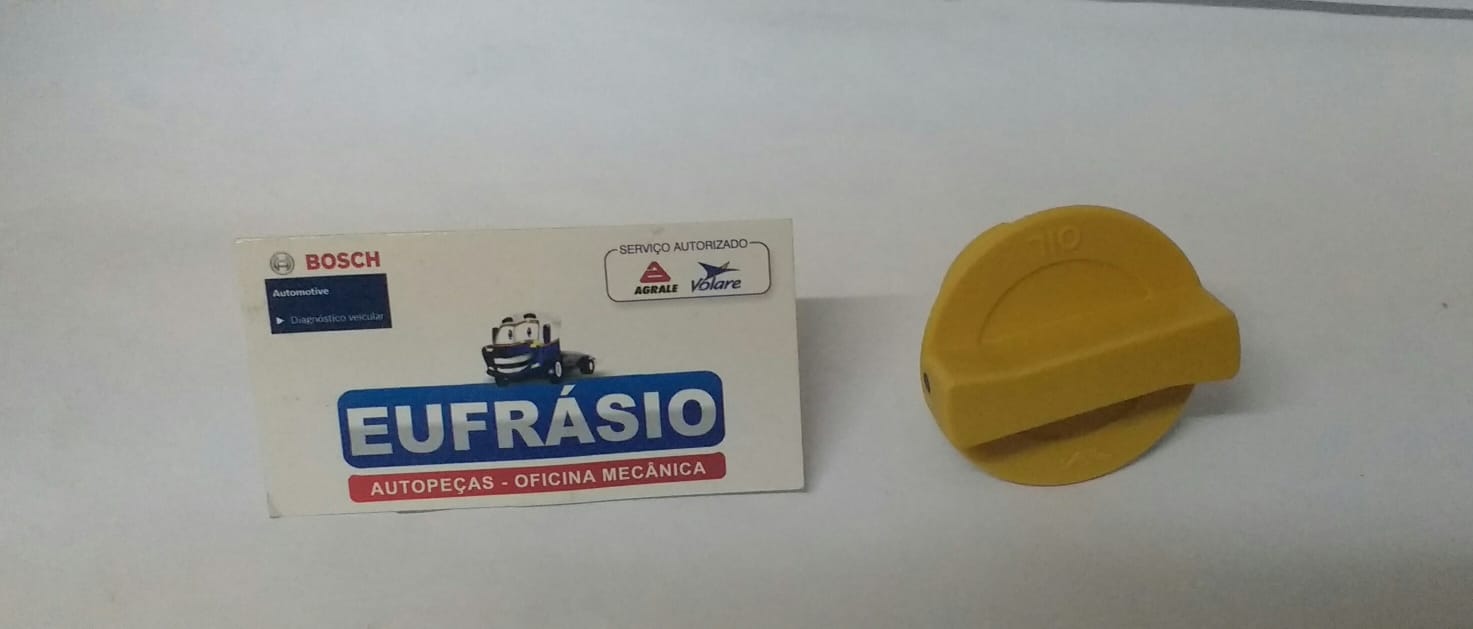 BOSCH
Automotive
Diagnóstico veicular
SERVIÇO AUTORIZADO
AGRALE Volare
EUFRÁSIO
AUTOPEÇAS - OFICINA MECÂNICA
OIL